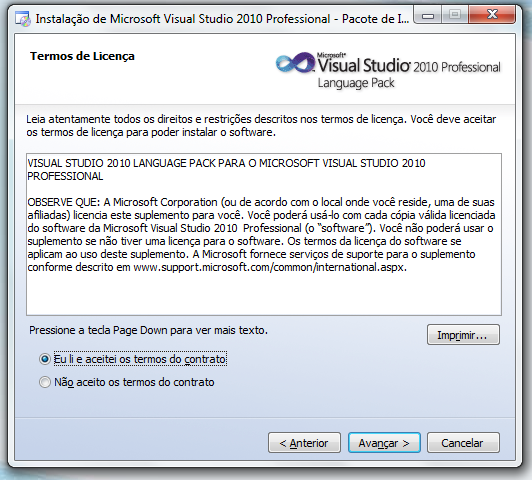 Instalação de Microsoft Visual Studio 2010 Professional - Pacote de I...
Termos de Licença
Microsoft®
Visual Studio® 2010 Professional
Language Pack
Leia atentamente todos os direitos e restrições descritos nos termos de licença. Você deve aceitar
os termos de licença para poder instalar o software.
VISUAL STUDIO 2010 LANGUAGE PACK PARA O MICROSOFT VISUAL STUDIO 2010
PROFESSIONAL
OBSERVE QUE: A Microsoft Corporation (ou de acordo com o local onde você reside, uma de suas
afiliadas) licencia este suplemento para você. Você poderá usá-lo com cada cópia válida licenciada
do software da Microsoft Visual Studio 2010 Professional (o “software”). Você não poderá usar o
suplemento se não tiver uma licença para o software. Os termos da licença do software se
aplicam ao uso deste suplemento. A Microsoft fornece serviços de suporte para o suplemento
conforme descrito em www.support.microsoft.com/common/international.aspx.
Pressione a tecla Page Down para ver mais texto.
Imprimir...
Eu li e aceitei os termos do contrato
Não aceito os termos do contrato
< Anterior
Avançar >
Cancelar